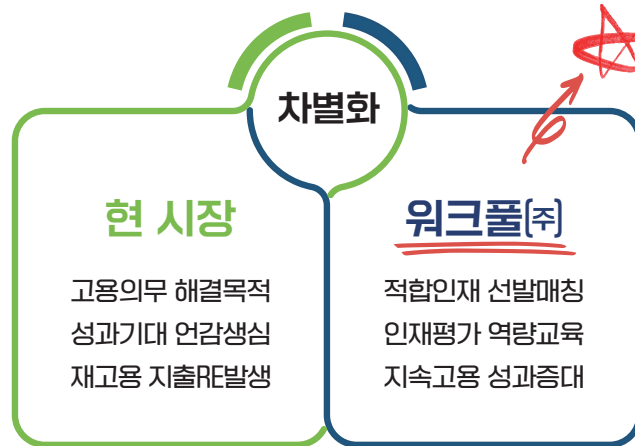 차별화
현 시장
고용의무 해결목적
성과기대 언감생심
재고용 지출RE발생
워크풀(주)
적합인재 선발매칭
인재평가 역량교육
지속고용 성과증대